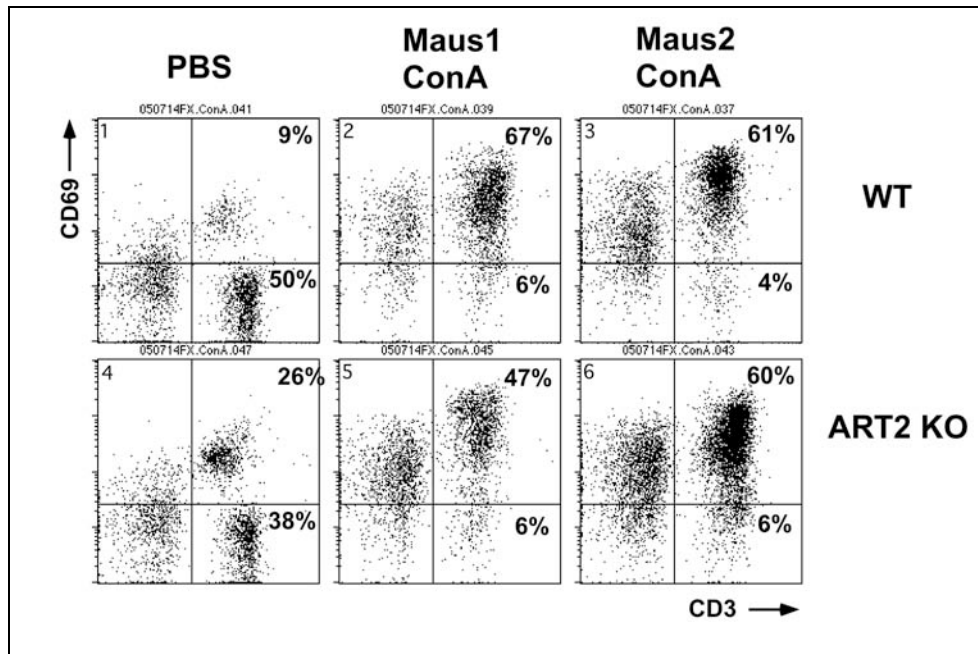 PBS
Maus1
ConA
Maus2
ConA
050714FX.ConA.041
050714FX.ConA.039
050714FX.ConA.037
1
9%
50%
2
67%
6%
3
61%
4%
CD69
WT
050714FX.ConA.047
050714FX.ConA.045
050714FX.ConA.043
4
26%
38%
5
47%
6%
6
60%
6%
ART2 KO
CD3